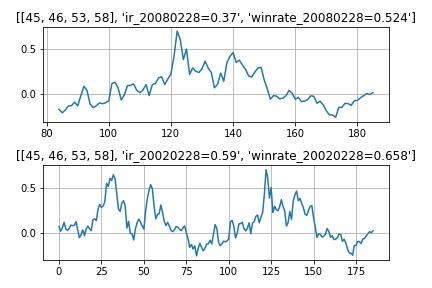 [[45, 46, 53, 58], 'ir_20080228=0.37', 'winrate_20080228=0.524']
0.5
0.0
80 100 120 140 160 180
[[45, 46, 53, 58], 'ir_20020228=0.59', 'winrate_20020228=0.658']
0.5
0.0
0 25 50 75 100 125 150 175